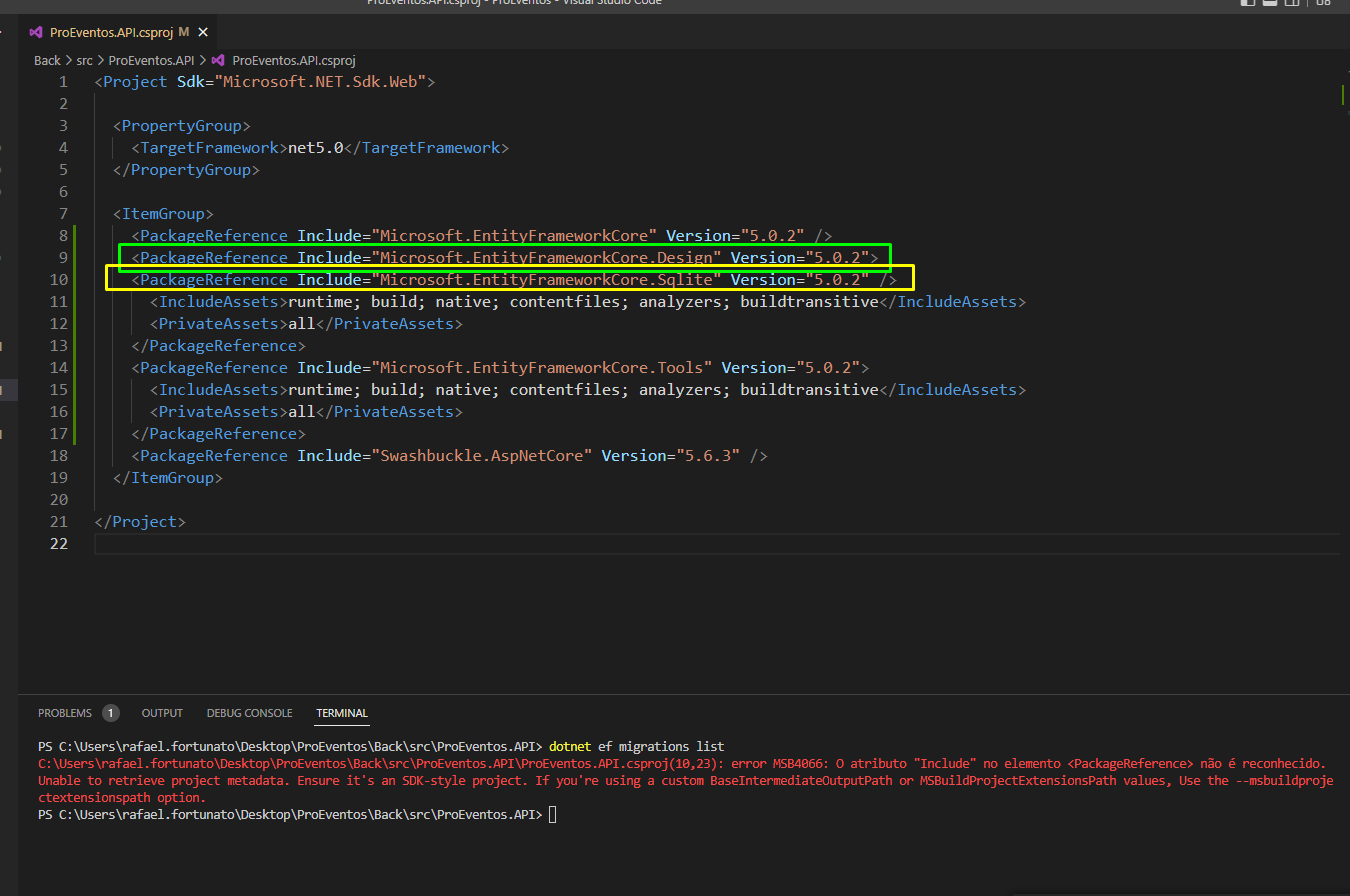 ProEventos.API.csproj - ProEventos - Visual Studio Code
ProEventos.API.csproj M
Back > src > ProEventos.API > ProEventos.API.csproj
1 <Project Sdk="Microsoft.NET.Sdk.Web">
2
3 <PropertyGroup>
4 <TargetFramework>net5.0</TargetFramework>
5 </PropertyGroup>
6
7 <ItemGroup>
8 <PackageReference Include="Microsoft.EntityFrameworkCore" Version="5.0.2" />
9 <PackageReference Include="Microsoft.EntityFrameworkCore.Design" Version="5.0.2">
10 <PackageReference Include="Microsoft.EntityFrameworkCore.Sqlite" Version="5.0.2" />
11 <IncludeAssets>runtime; build; native; contentfiles; analyzers; buildtransitive</IncludeAssets>
12 <PrivateAssets>all</PrivateAssets>
13 </PackageReference>
14 <PackageReference Include="Microsoft.EntityFrameworkCore.Tools" Version="5.0.2">
15 <IncludeAssets>runtime; build; native; contentfiles; analyzers; buildtransitive</IncludeAssets>
16 <PrivateAssets>all</PrivateAssets>
17 </PackageReference>
18 <PackageReference Include="Swashbuckle.AspNetCore" Version="5.6.3" />
19 </ItemGroup>
20
21 </Project>
22
PROBLEMS 1 OUTPUT DEBUG CONSOLE TERMINAL
PS C:\Users\rafael.fortunato\Desktop\ProEventos\Back\src\ProEventos.API> dotnet ef migrations list
C:\Users\rafael.fortunato\Desktop\ProEventos\Back\src\ProEventos.API\ProEventos.API.csproj(10,23): error MSB4066: O atributo "Include" no elemento <PackageReference> não é reconhecido.
Unable to retrieve project metadata. Ensure it's an SDK-style project. If you're using a custom BaseIntermediateOutputPath or MSBuildProjectExtensionsPath values, Use the --msbuildproje
ctextensionspath option.
PS C:\Users\rafael.fortunato\Desktop\ProEventos\Back\src\ProEventos.API>